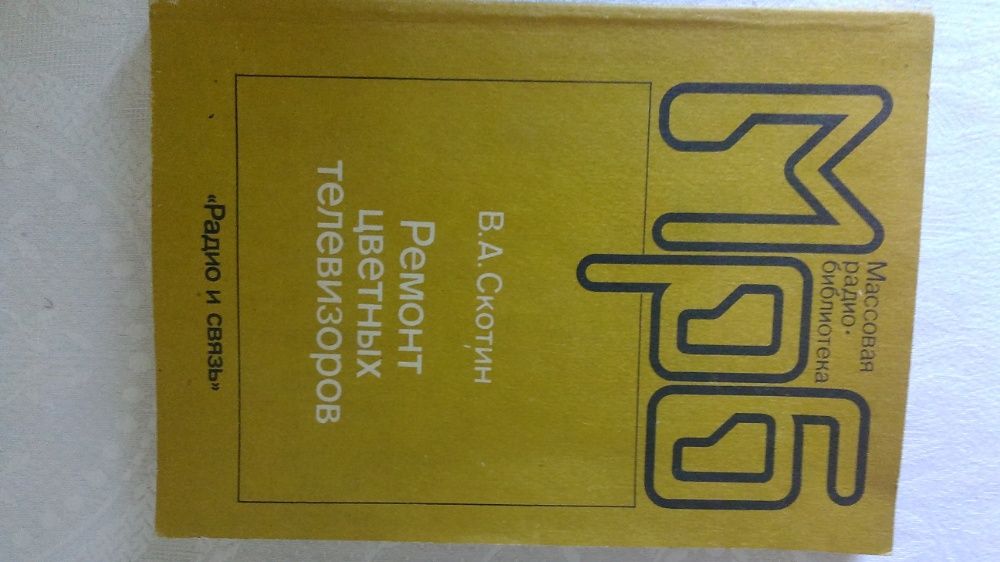 Массовая
радио-
библиотека
Мрб
В.А.Скотин
Ремонт
цветных
телевизоров
«Радио и связь»